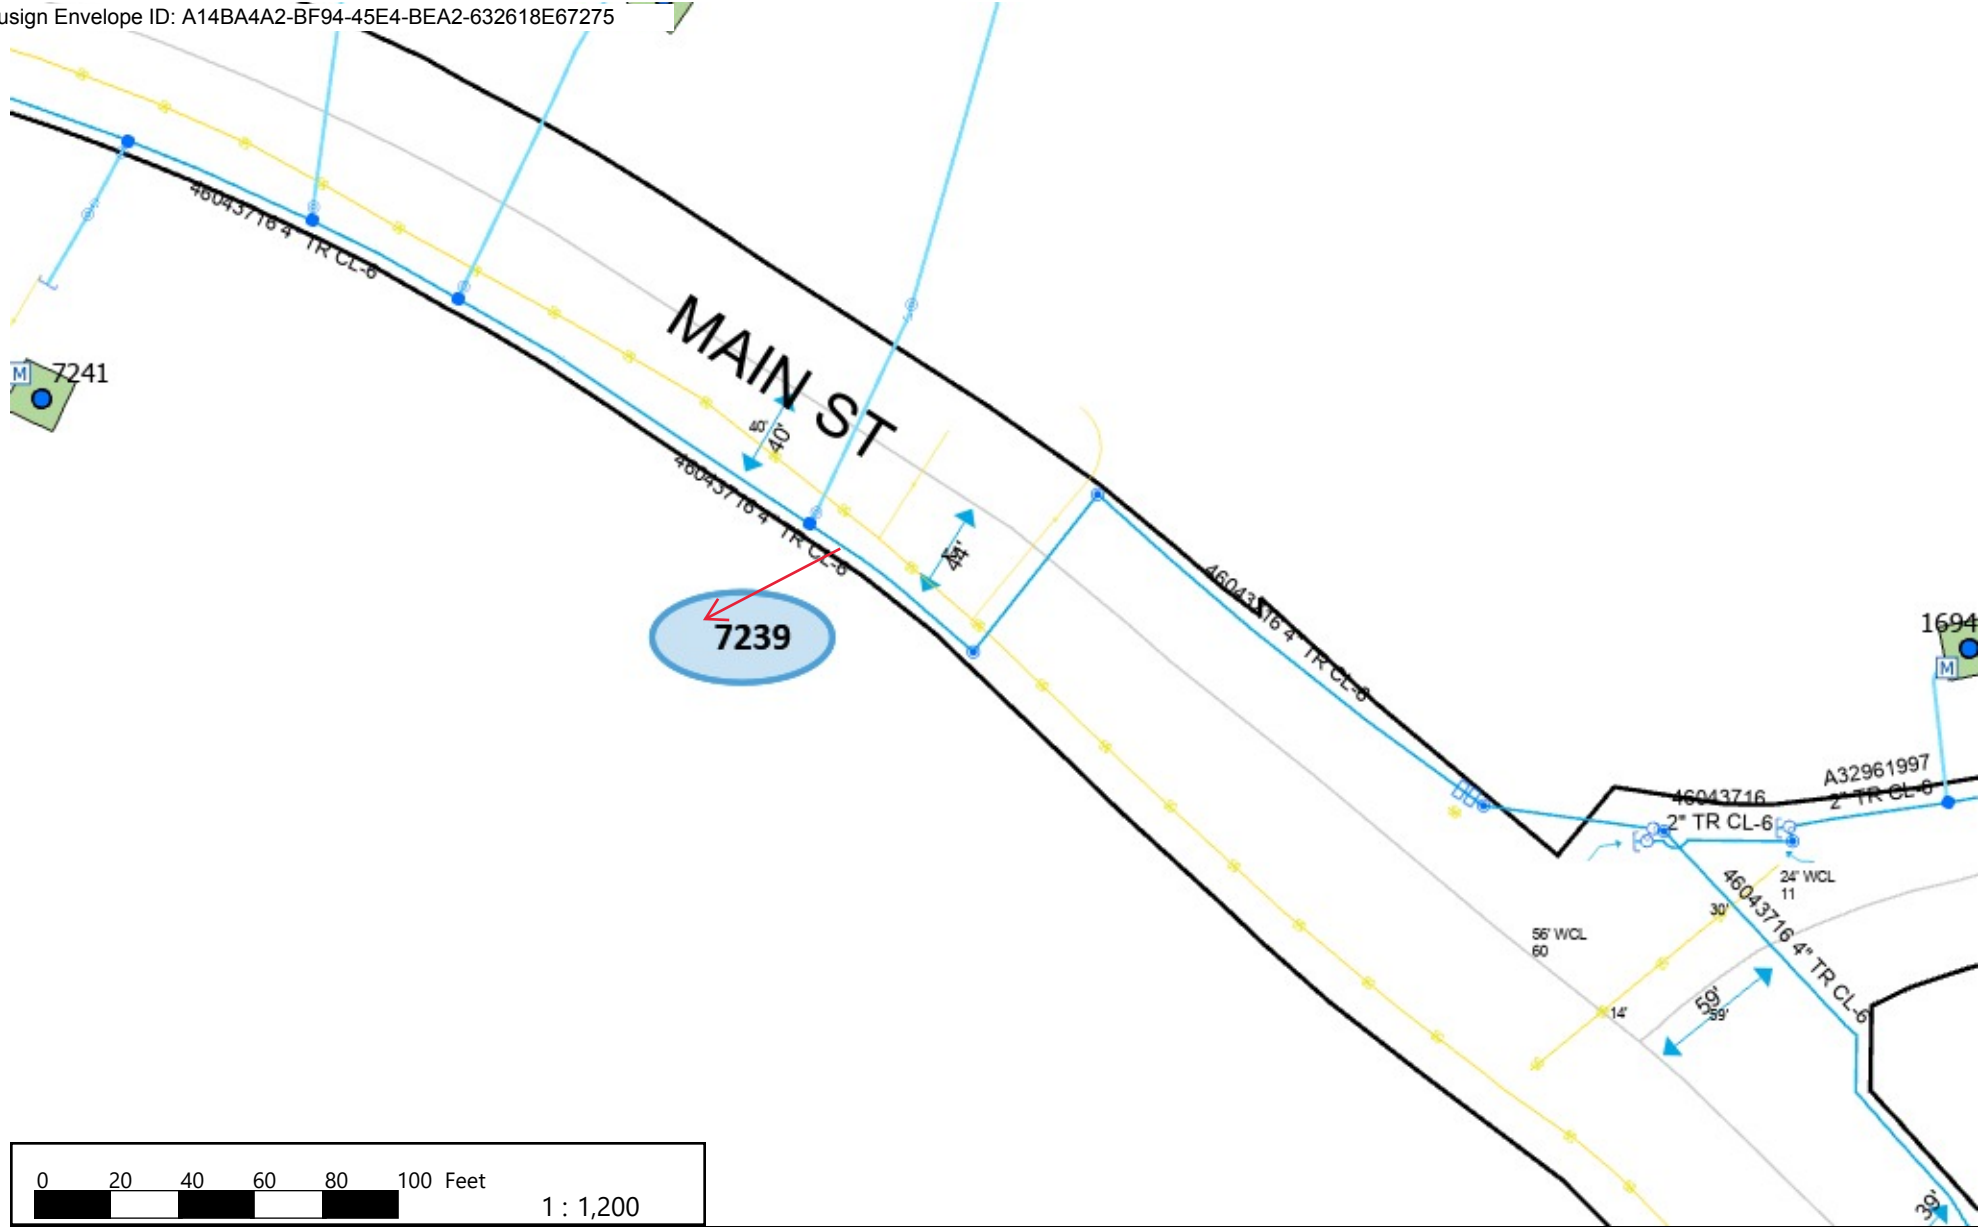 usign Envelope ID: A14BA4A2-BF94-45E4-BEA2-632618E67275
46043716 4" TR CL-6
M
7241
MAIN ST
40'
40'
46043716 4" TR CL-6
44'
7239
46043716 4" TR CL-6
1694
M
A32961997
2" TR CL-6
46043716
2" TR CL-6
24' WCL
11
30'
46043716 4" TR CL-6
56' WCL
60
59'
59'
14'
39'
0 20 40 60 80 100 Feet
1 : 1,200